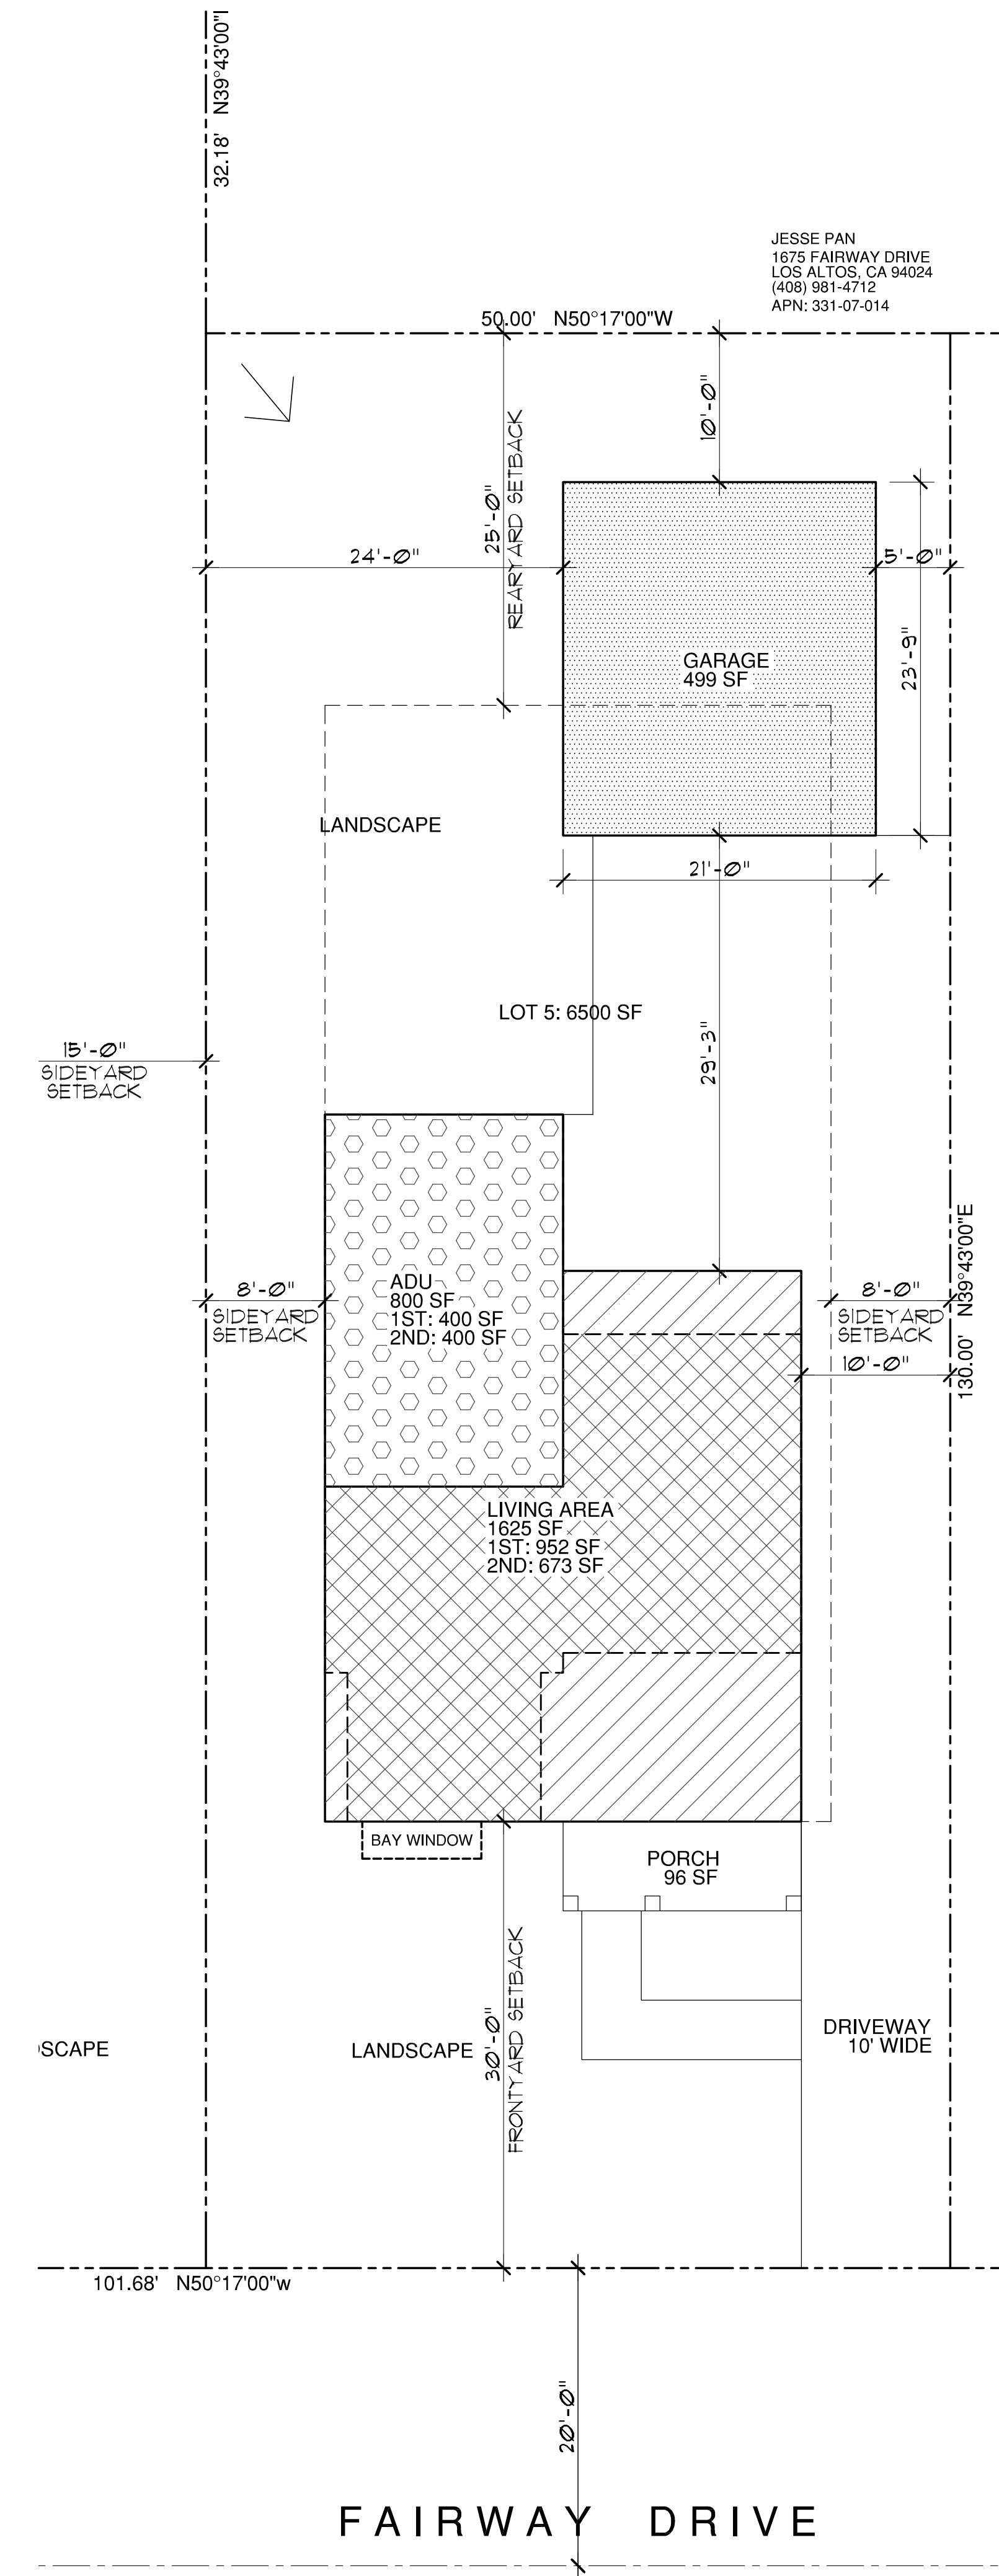 32.18'   N39°43'00"
JESSE PAN
1675 FAIRWAY DRIVE
LOS ALTOS, CA 94024
(408) 981-4712
APN: 331-07-014
50.00'   N50°17'00"W
10'-0"
25'-0"
REARYARD SETBACK
24'-0"
5'-0"
GARAGE
499 SF
23'-9"
LANDSCAPE
21'-0"
LOT 5: 6500 SF
29'-3"
15'-0"
SIDEYARD
SETBACK
130.00'   N39°43'00"E
8'-0"
SIDEYARD
SETBACK
ADU
800 SF
1ST: 400 SF
2ND: 400 SF
8'-0"
SIDEYARD
SETBACK
10'-0"
LIVING AREA
1625 SF
1ST: 952 SF
2ND: 673 SF
BAY WINDOW
PORCH
96 SF
30'-0"
FRONTYARD SETBACK
DSCAPE
LANDSCAPE
DRIVEWAY
10' WIDE
101.68'   N50°17'00"w
20'-0"
FAIRWAY DRIVE